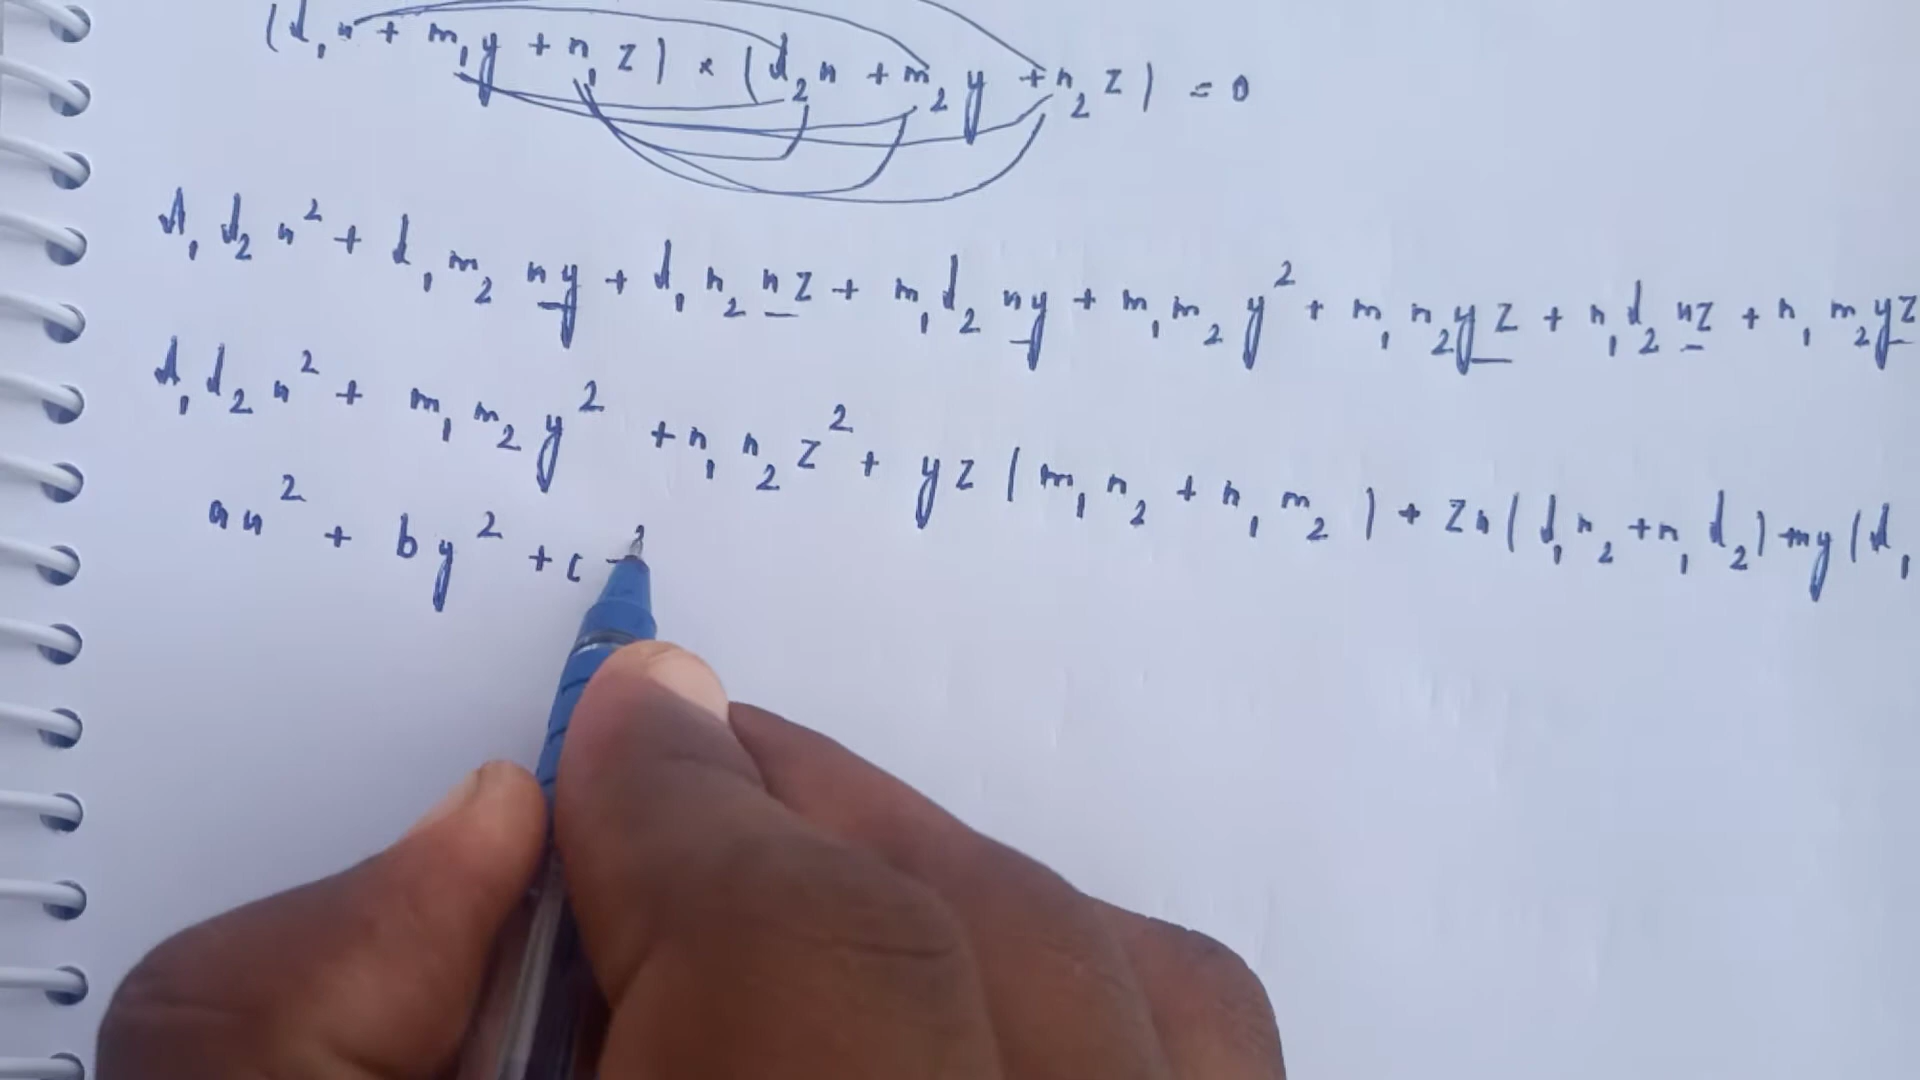 (l₁x + m₁y + n₁z) × (l₂x + m₂y + n₂z) = 0
l₁l₂x² + l₁m₂xy + l₁n₂xz + m₁l₂xy + m₁m₂y² + m₁n₂yz + n₁l₂xz + n₁m₂yz
l₁l₂x² + m₁m₂y² + n₁n₂z² + yz(m₁n₂ + n₁m₂) + zx(l₁n₂ + n₁l₂) + xy(l₁
ax² + by² + c